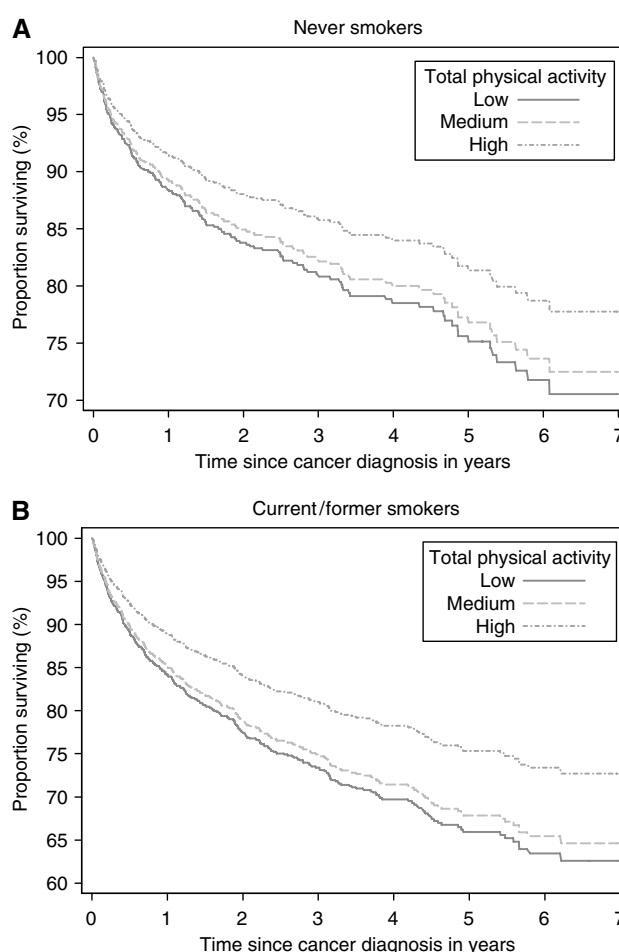 A
Never smokers
Total physical activity
Low
Medium
High
Proportion surviving (%)
100
95
90
85
80
75
70
0 1 2 3 4 5 6 7
Time since cancer diagnosis in years
B
Current/former smokers
Total physical activity
Low
Medium
High
Proportion surviving (%)
100
95
90
85
80
75
70
65
60
0 1 2 3 4 5 6 7
Time since cancer diagnosis in years